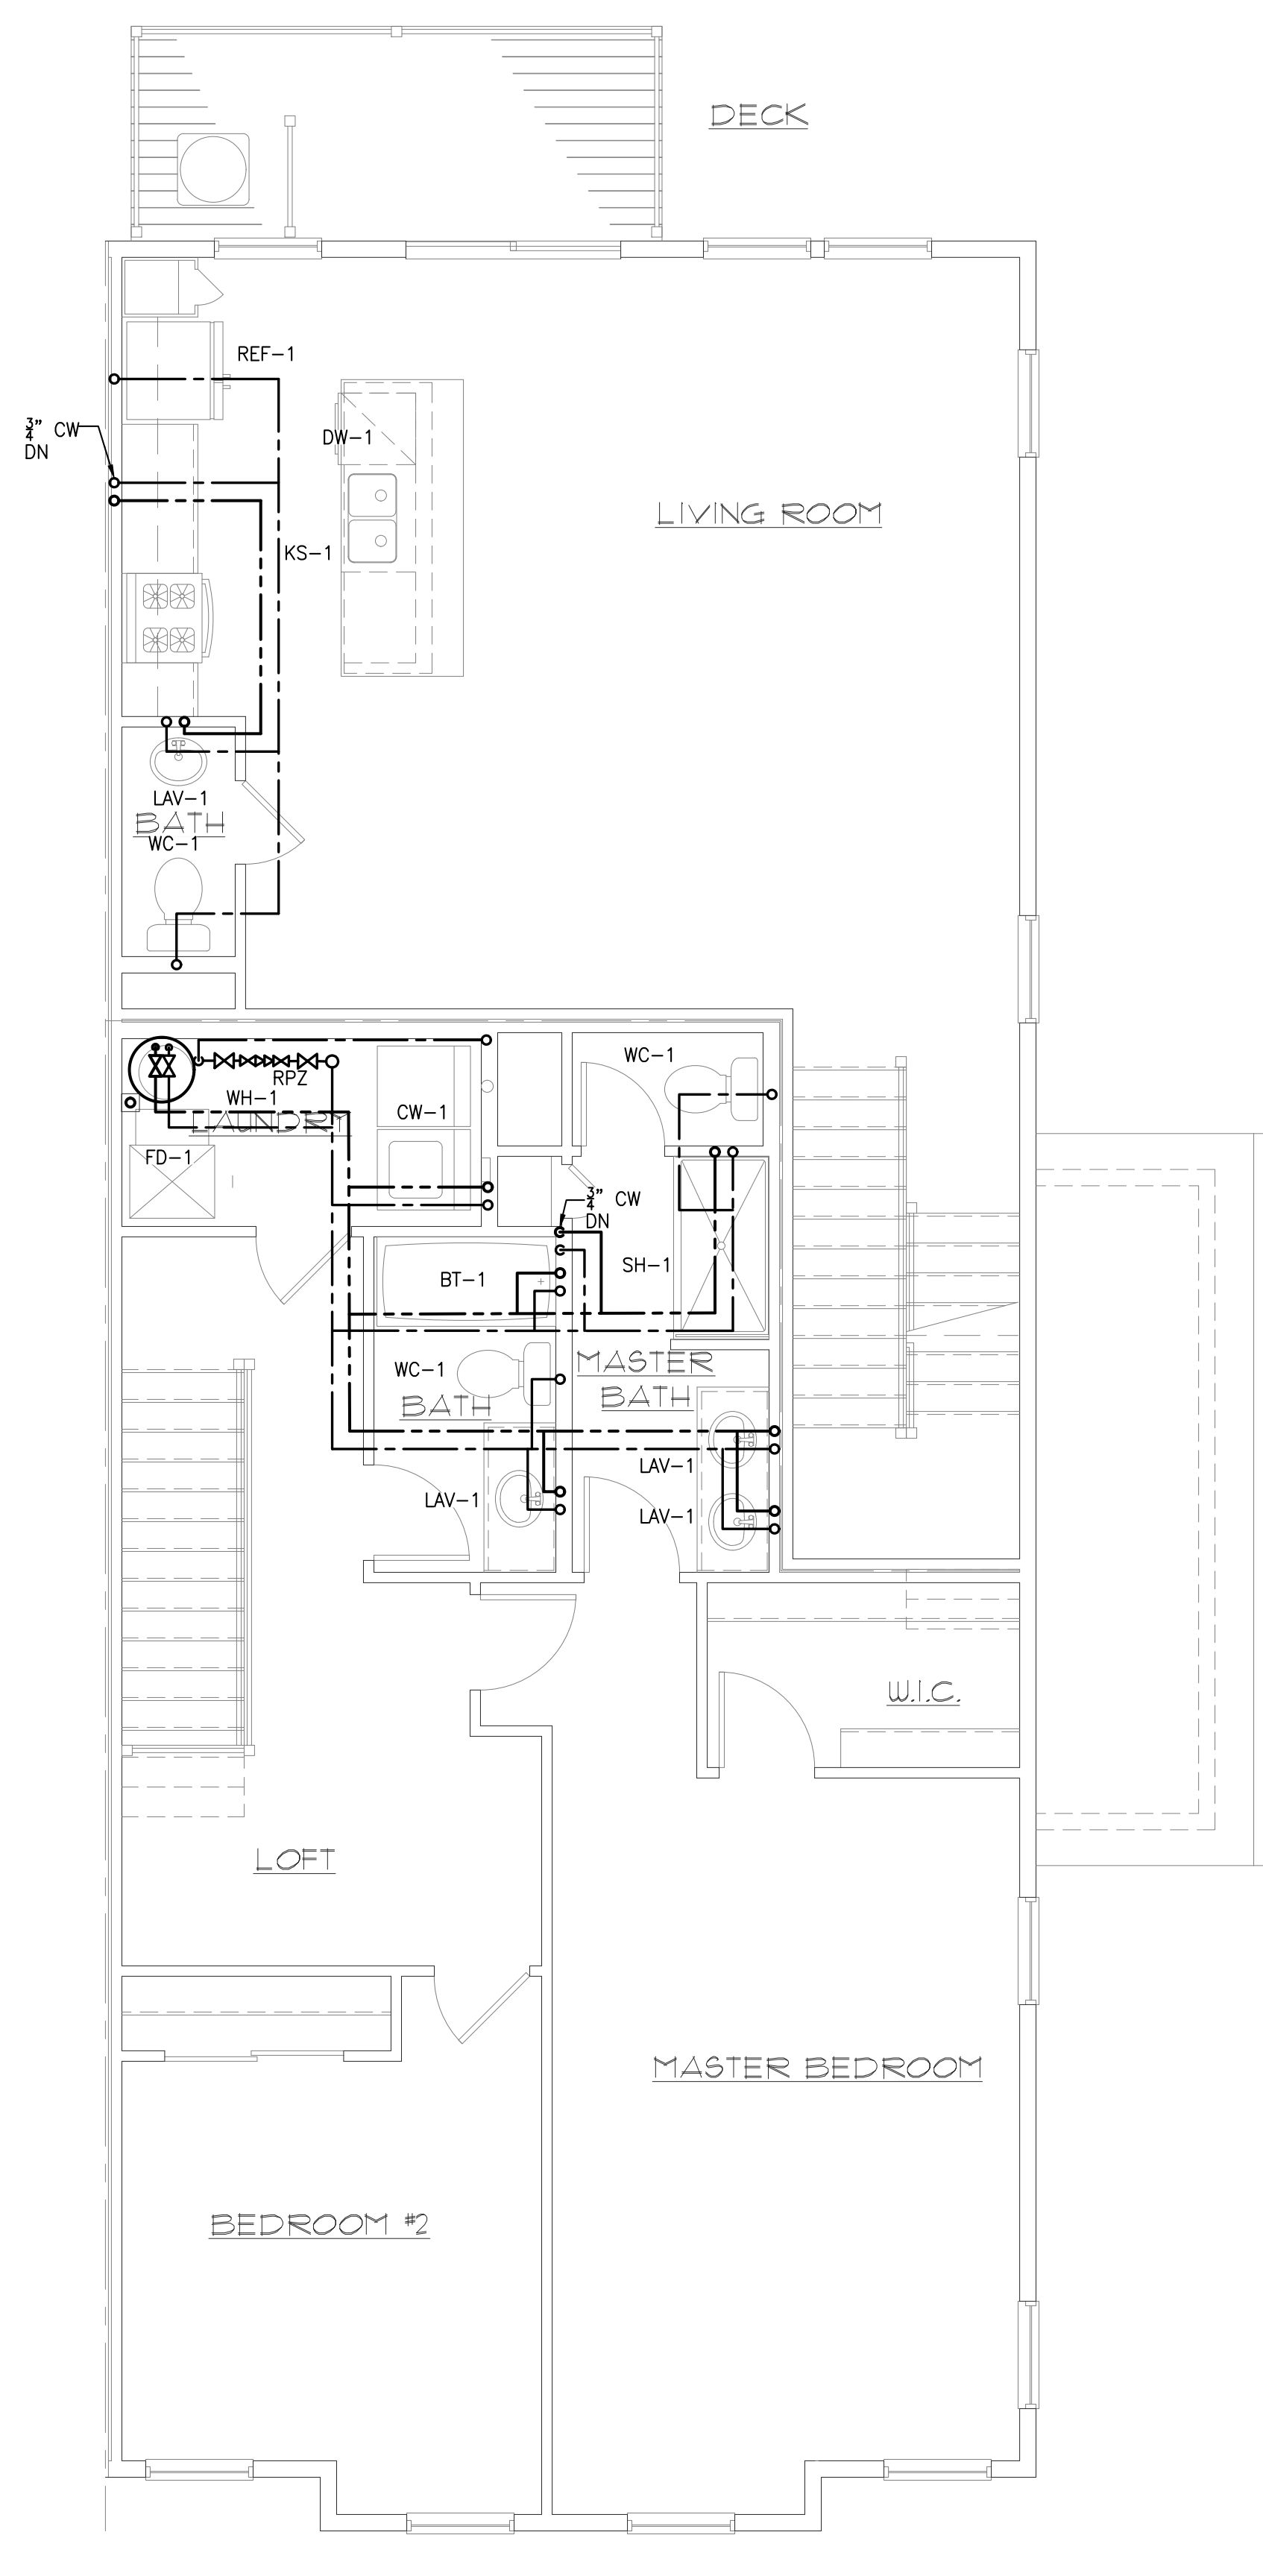 DECK
REF-1
3/4" CW
DN
DW-1
LIVING ROOM
KS-1
LAV-1
BATH
WC-1
WC-1
RPZ
WH-1
CW-1
LAUNDRY
FD-1
3/4" CW
DN
SH-1
BT-1
MASTER
BATH
WC-1
BATH
LAV-1
LAV-1
LAV-1
W.I.C.
LOFT
MASTER BEDROOM
BEDROOM #2